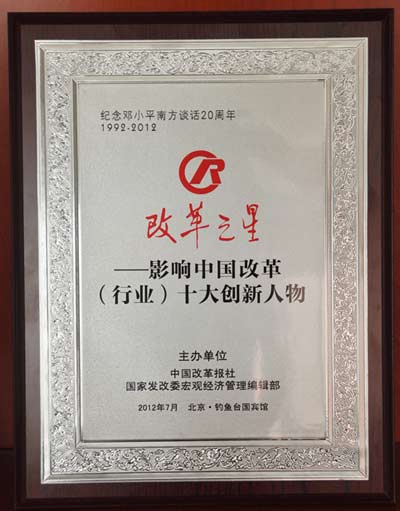 纪念邓小平南方谈话20周年
1992-2012
改革之星
——影响中国改革
（行业）十大创新人物
主办单位
中国改革报社
国家发改委宏观经济管理编辑部
2012年7月 北京·钓鱼台国宾馆